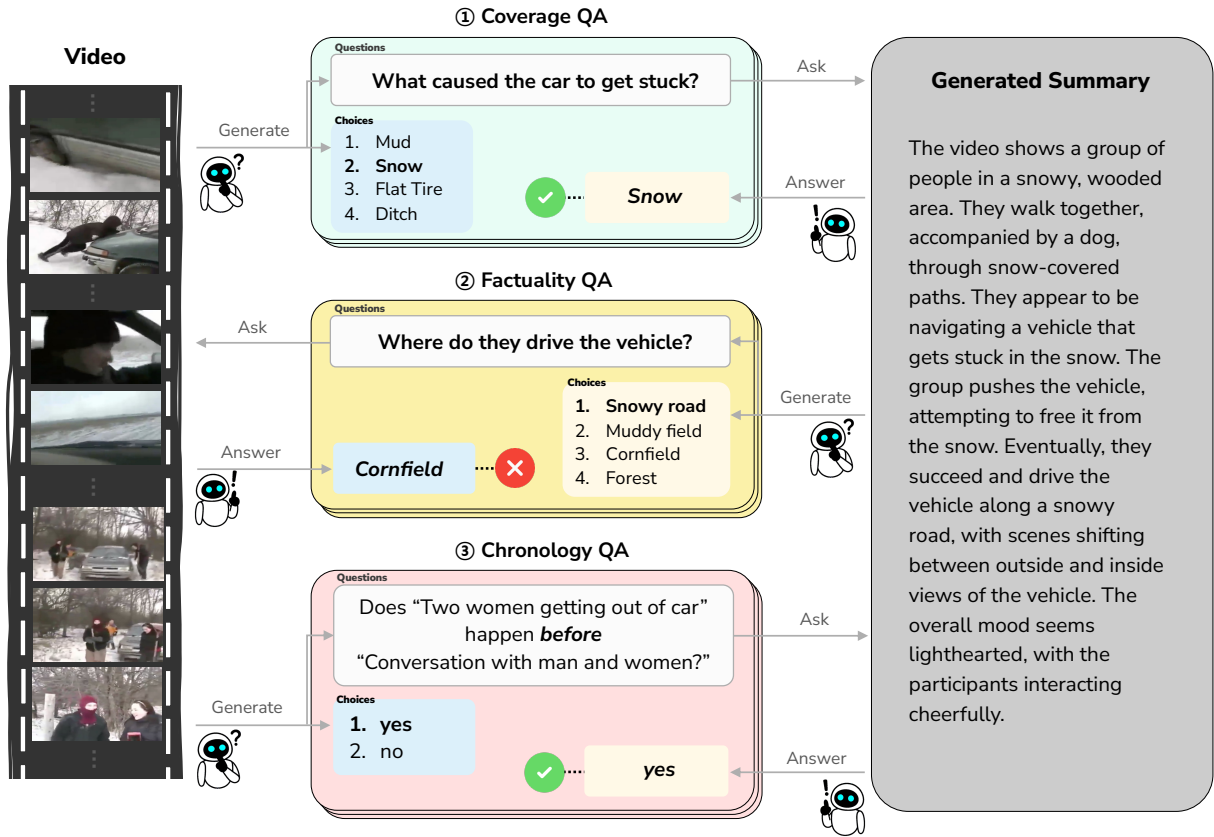 Video
① Coverage QA
Questions
What caused the car to get stuck?
Choices
1. Mud
2. Snow
3. Flat Tire
4. Ditch
Snow
Generate
?
Ask
Answer
!
② Factuality QA
Questions
Where do they drive the vehicle?
Choices
1. Snowy road
2. Muddy field
3. Cornfield
4. Forest
Cornfield
Ask
Answer
!
Generate
?
③ Chronology QA
Questions
Does “Two women getting out of car”
happen before
“Conversation with man and women?”
Choices
1. yes
2. no
yes
Generate
?
Ask
Answer
!
Generated Summary
The video shows a group of
people in a snowy, wooded
area. They walk together,
accompanied by a dog,
through snow-covered
paths. They appear to be
navigating a vehicle that
gets stuck in the snow. The
group pushes the vehicle,
attempting to free it from
the snow. Eventually, they
succeed and drive the
vehicle along a snowy
road, with scenes shifting
between outside and inside
views of the vehicle. The
overall mood seems
lighthearted, with the
participants interacting
cheerfully.